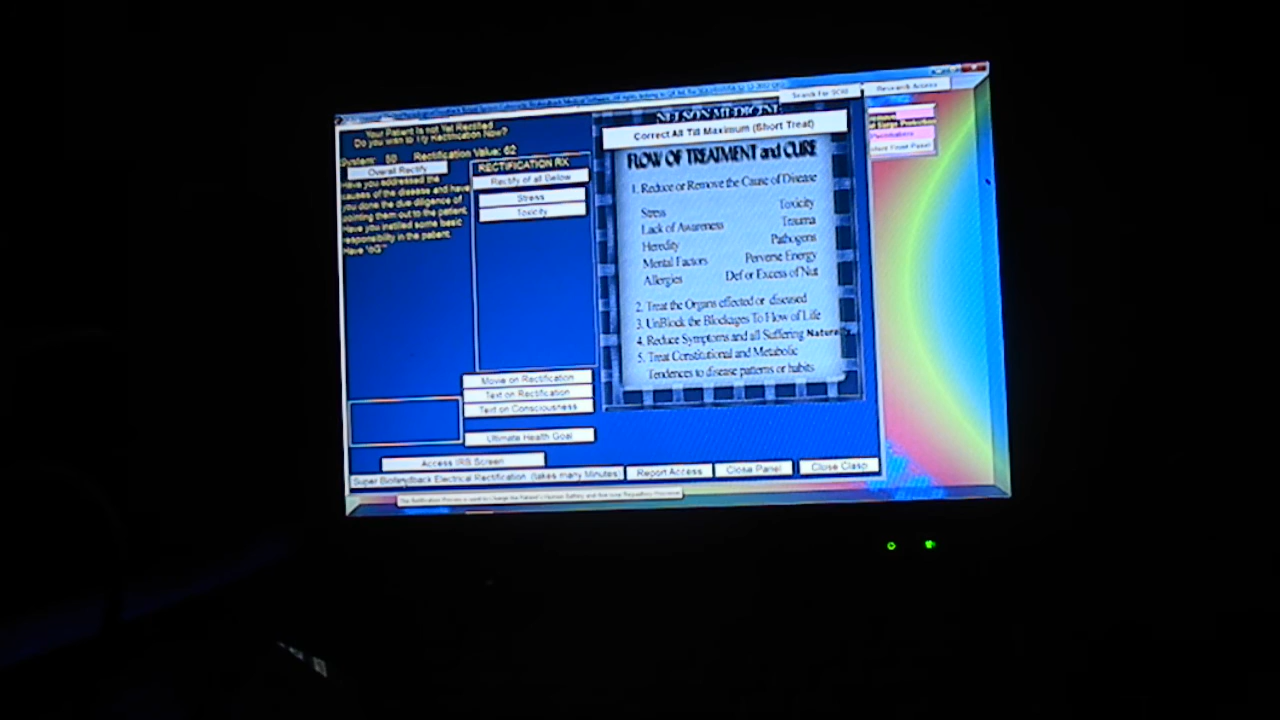 Search For SCIO
Research Access
Your Patient is not Yet Rectified
Do you wish to Try Rectification Now?
System: 50 Rectification Value: 62
Overall Rectify
Have you addressed the
causes of the disease and have
you done the due diligence of
pointing them out to the patient.
Have you instilled some basic
responsibility in the patient.
RECTIFICATION RX
Rectify of all Below
Stress
Toxicity
NELSON MEDICINE
Correct All Till Maximum (Short Treat)
FLOW OF TREATMENT and CURE
1. Reduce or Remove the Cause of Disease
Stress Toxicity
Lack of Awareness Trauma
Heredity Pathogens
Mental Factors Perverse Energy
Allergies Def or Excess of Nut
2. Treat the Organs effected or diseased
3. UnBlock the Blockages To Flow of Life
4. Reduce Symptoms and all Suffering
5. Treat Constitutional and Metabolic
Tendences to disease patterns or habits
Movie on Rectification
Text on Rectification
Text on Consciousness
Ultimate Health Goal
Access IRS Screen
Super Biofeedback Electrical Rectification (takes many Minutes)
Report Access
Close Panel
Close Clasp